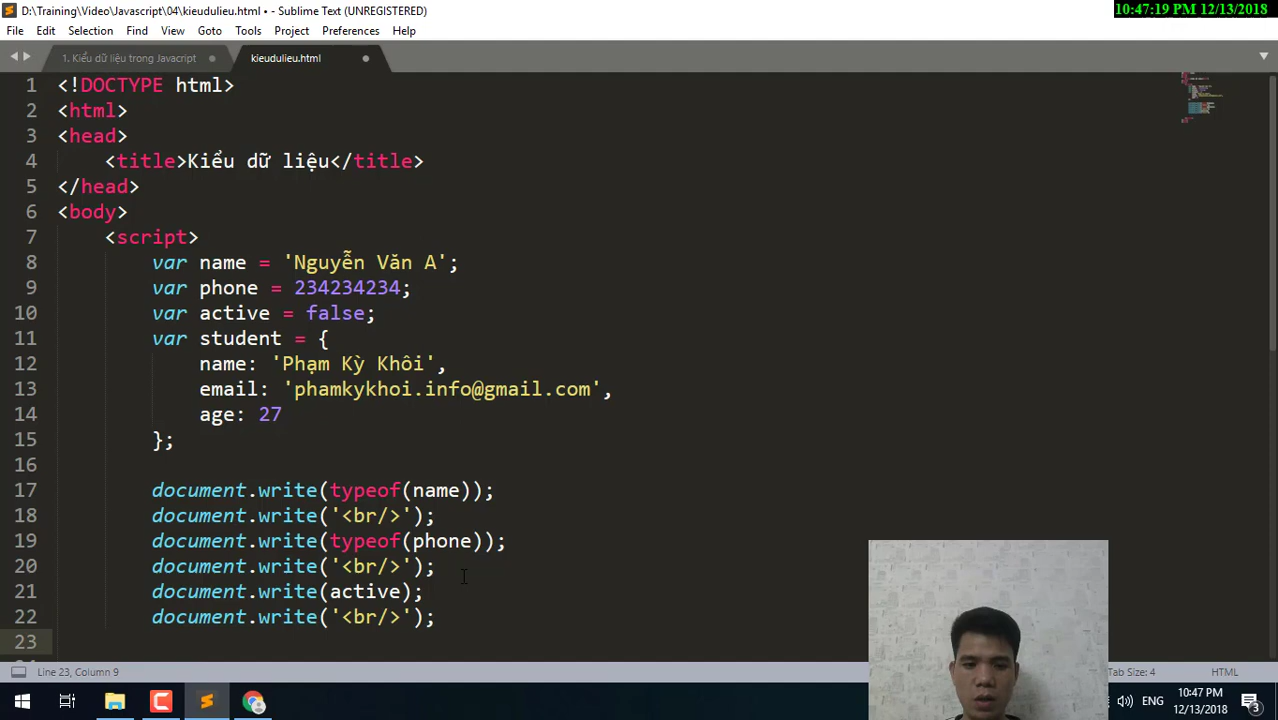 D:\Training\Video\Javascript\04\kieudulieu.html • - Sublime Text (UNREGISTERED)
10:47:19 PM 12/13/2018
File Edit Selection Find View Goto Tools Project Preferences Help
1. Kiểu dữ liệu trong Javacript
kieudulieu.html
1 <!DOCTYPE html>
2 <html>
3 <head>
4 <title>Kiểu dữ liệu</title>
5 </head>
6 <body>
7 <script>
8 var name = 'Nguyễn Văn A';
9 var phone = 234234234;
10 var active = false;
11 var student = {
12 name: 'Phạm Kỳ Khôi',
13 email: 'phamkykhoi.info@gmail.com',
14 age: 27
15 };
16
17 document.write(typeof(name));
18 document.write('<br/>');
19 document.write(typeof(phone));
20 document.write('<br/>');
21 document.write(active);
22 document.write('<br/>');
23
Line 23, Column 9
Tab Size: 4
HTML
ENG
10:47 PM
12/13/2018
3